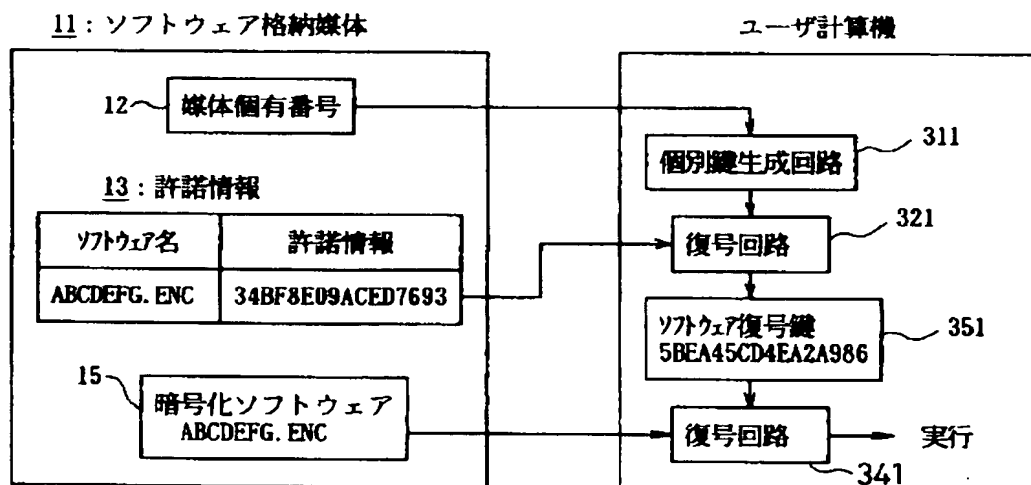 11：ソフトウェア格納媒体
ユーザ計算機
12
媒体個有番号
個別鍵生成回路
311
13：許諾情報
ソフトウェア名
許諾情報
復号回路
321
ABCDEFG.ENC
34BF8E09ACED7693
ソフトウェア復号鍵
5BEA45CD4EA2A986
351
15
暗号化ソフトウェア
ABCDEFG.ENC
復号回路
実行
341